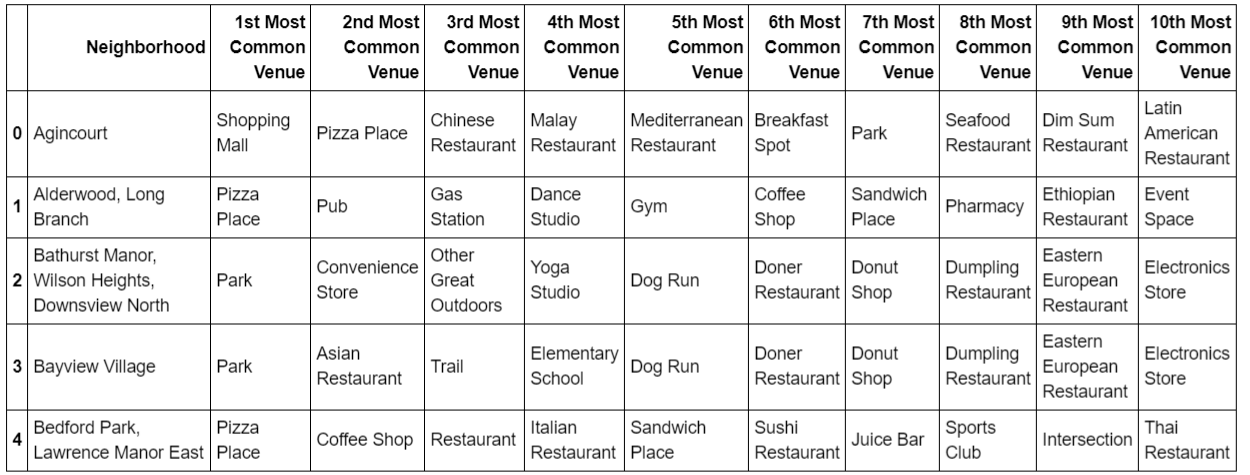 Neighborhood 1st Most Common Venue 2nd Most Common Venue 3rd Most Common Venue 4th Most Common Venue 5th Most Common Venue 6th Most Common Venue 7th Most Common Venue 8th Most Common Venue 9th Most Common Venue 10th Most Common Venue
0 Agincourt Shopping Mall Pizza Place Chinese Restaurant Malay Restaurant Mediterranean Restaurant Breakfast Spot Park Seafood Restaurant Dim Sum Restaurant Latin American Restaurant
1 Alderwood, Long Branch Pizza Place Pub Gas Station Dance Studio Gym Coffee Shop Sandwich Place Pharmacy Ethiopian Restaurant Event Space
2 Bathurst Manor, Wilson Heights, Downsview North Park Convenience Store Other Great Outdoors Yoga Studio Dog Run Doner Restaurant Donut Shop Dumpling Restaurant Eastern European Restaurant Electronics Store
3 Bayview Village Park Asian Restaurant Trail Elementary School Dog Run Doner Restaurant Donut Shop Dumpling Restaurant Eastern European Restaurant Electronics Store
4 Bedford Park, Lawrence Manor East Pizza Place Coffee Shop Restaurant Italian Restaurant Sandwich Place Sushi Restaurant Juice Bar Sports Club Intersection Thai Restaurant